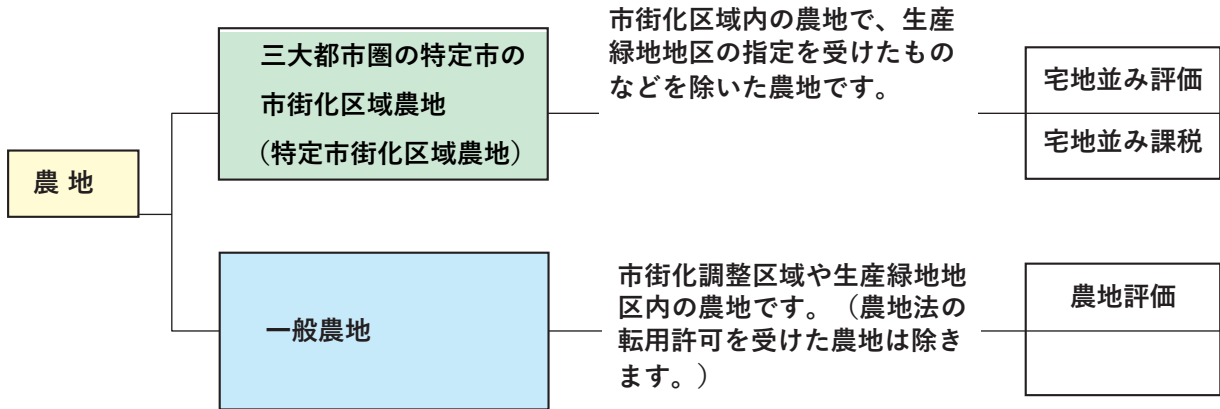 農 地
三大都市圏の特定市の
市街化区域農地
（特定市街化区域農地）
市街化区域内の農地で、生産
緑地地区の指定を受けたもの
などを除いた農地です。
宅地並み評価
宅地並み課税
一般農地
市街化調整区域や生産緑地地
区内の農地です。（農地法の
転用許可を受けた農地は除き
ます。）
農地評価